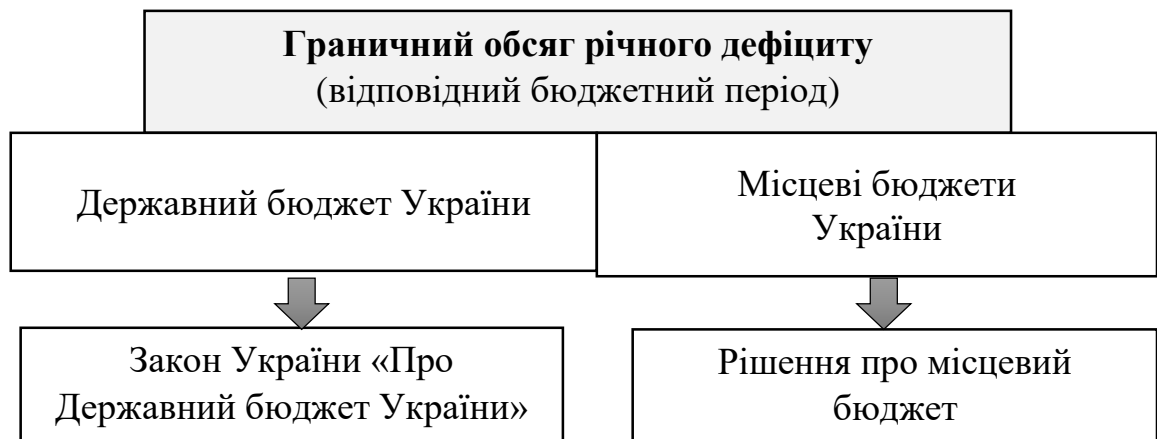 Граничний обсяг річного дефіциту
(відповідний бюджетний період)
Державний бюджет України
Місцеві бюджети
України
Закон України «Про
Державний бюджет України»
Рішення про місцевий
бюджет